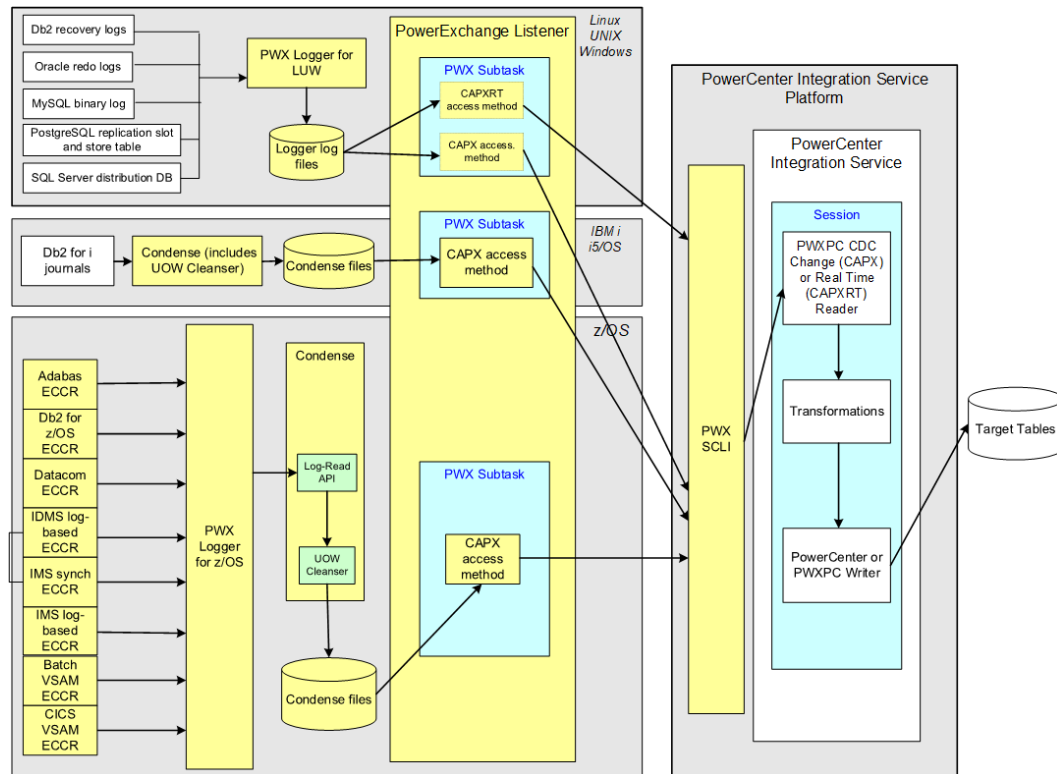 Db2 recovery logs
Oracle redo logs
MySQL binary log
PostgreSQL replication slot
and store table
SQL Server distribution DB
PWX Logger for
LUW
Logger log
files
PowerExchange Listener
Linux
UNIX
Windows
PWX Subtask
CAPXRT
access method
CAPX access.
method
Db2 for i
journals
Condense (includes
UOW Cleanser)
Condense files
PWX Subtask
CAPX access
method
IBM i
i5/OS
z/OS
Adabas
ECCR
Db2 for
z/OS
ECCR
Datacom
ECCR
IDMS log-
based
ECCR
IMS synch
ECCR
IMS log-
based
ECCR
Batch
VSAM
ECCR
CICS
VSAM
ECCR
PWX
Logger
for z/OS
Condense
Log-Read
API
UOW
Cleanser
Condense files
PWX Subtask
CAPX
access
method
PowerCenter Integration Service
Platform
PWX
SCLI
PowerCenter
Integration Service
Session
PWXPC CDC
Change (CAPX)
or Real Time
(CAPXRT)
Reader
Transformations
PowerCenter or
PWXPC Writer
Target Tables